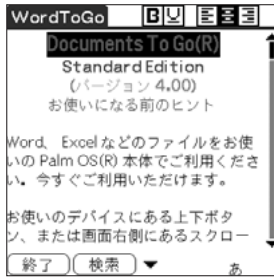 WordToGo B U
Documents To Go(R)
Standard Edition
(バージョン 4.00)
お使いになる前のヒント
Word、 Excel などのファイルをお使
いの Palm OS(R) 本体でご利用くださ
い。今すぐご利用いただけます。
お使いのデバイスにある上下ボタ
ン、または画面右側にあるスクロー
終了 検索 あ